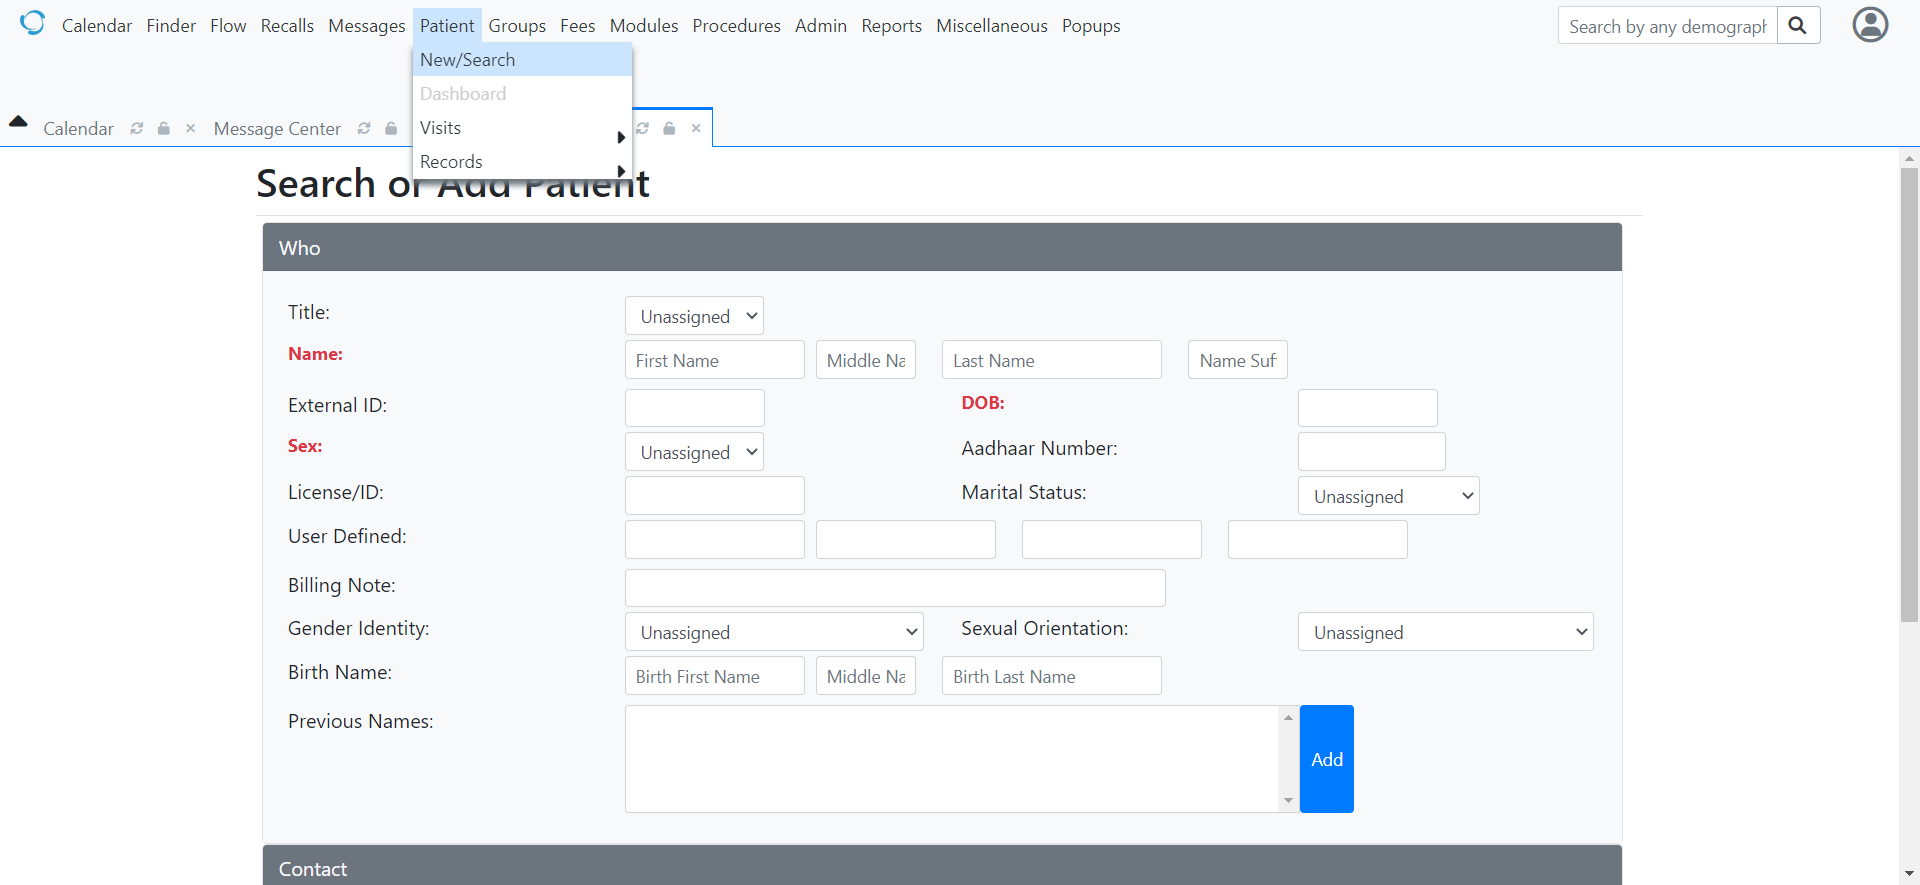 Calendar Finder Flow Recalls Messages Patient Groups Fees Modules Procedures Admin Reports Miscellaneous Popups
Search by any demograph
New/Search
Dashboard
Visits
Records
Calendar Message Center
Search or Add Patient
Who
Title: Unassigned
Name: First Name Middle Na Last Name Name Suf
External ID: DOB:
Sex: Unassigned Aadhaar Number:
License/ID: Marital Status: Unassigned
User Defined:
Billing Note:
Gender Identity: Unassigned Sexual Orientation: Unassigned
Birth Name: Birth First Name Middle Na Birth Last Name
Previous Names:
Add
Contact